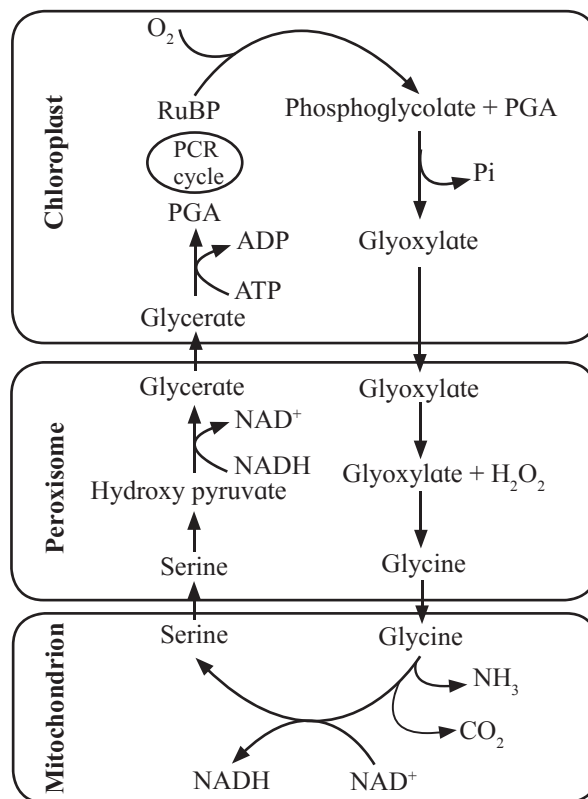 Chloroplast
O₂
RuBP
Phosphoglycolate + PGA
PCR
cycle
Pi
PGA
ADP
Glyoxylate
ATP
Glycerate
Peroxisome
Glycerate
Glyoxylate
NAD⁺
NADH
Hydroxy pyruvate
Glyoxylate + H₂O₂
Serine
Glycine
Mitochondrion
Serine
Glycine
NH₃
CO₂
NADH
NAD⁺